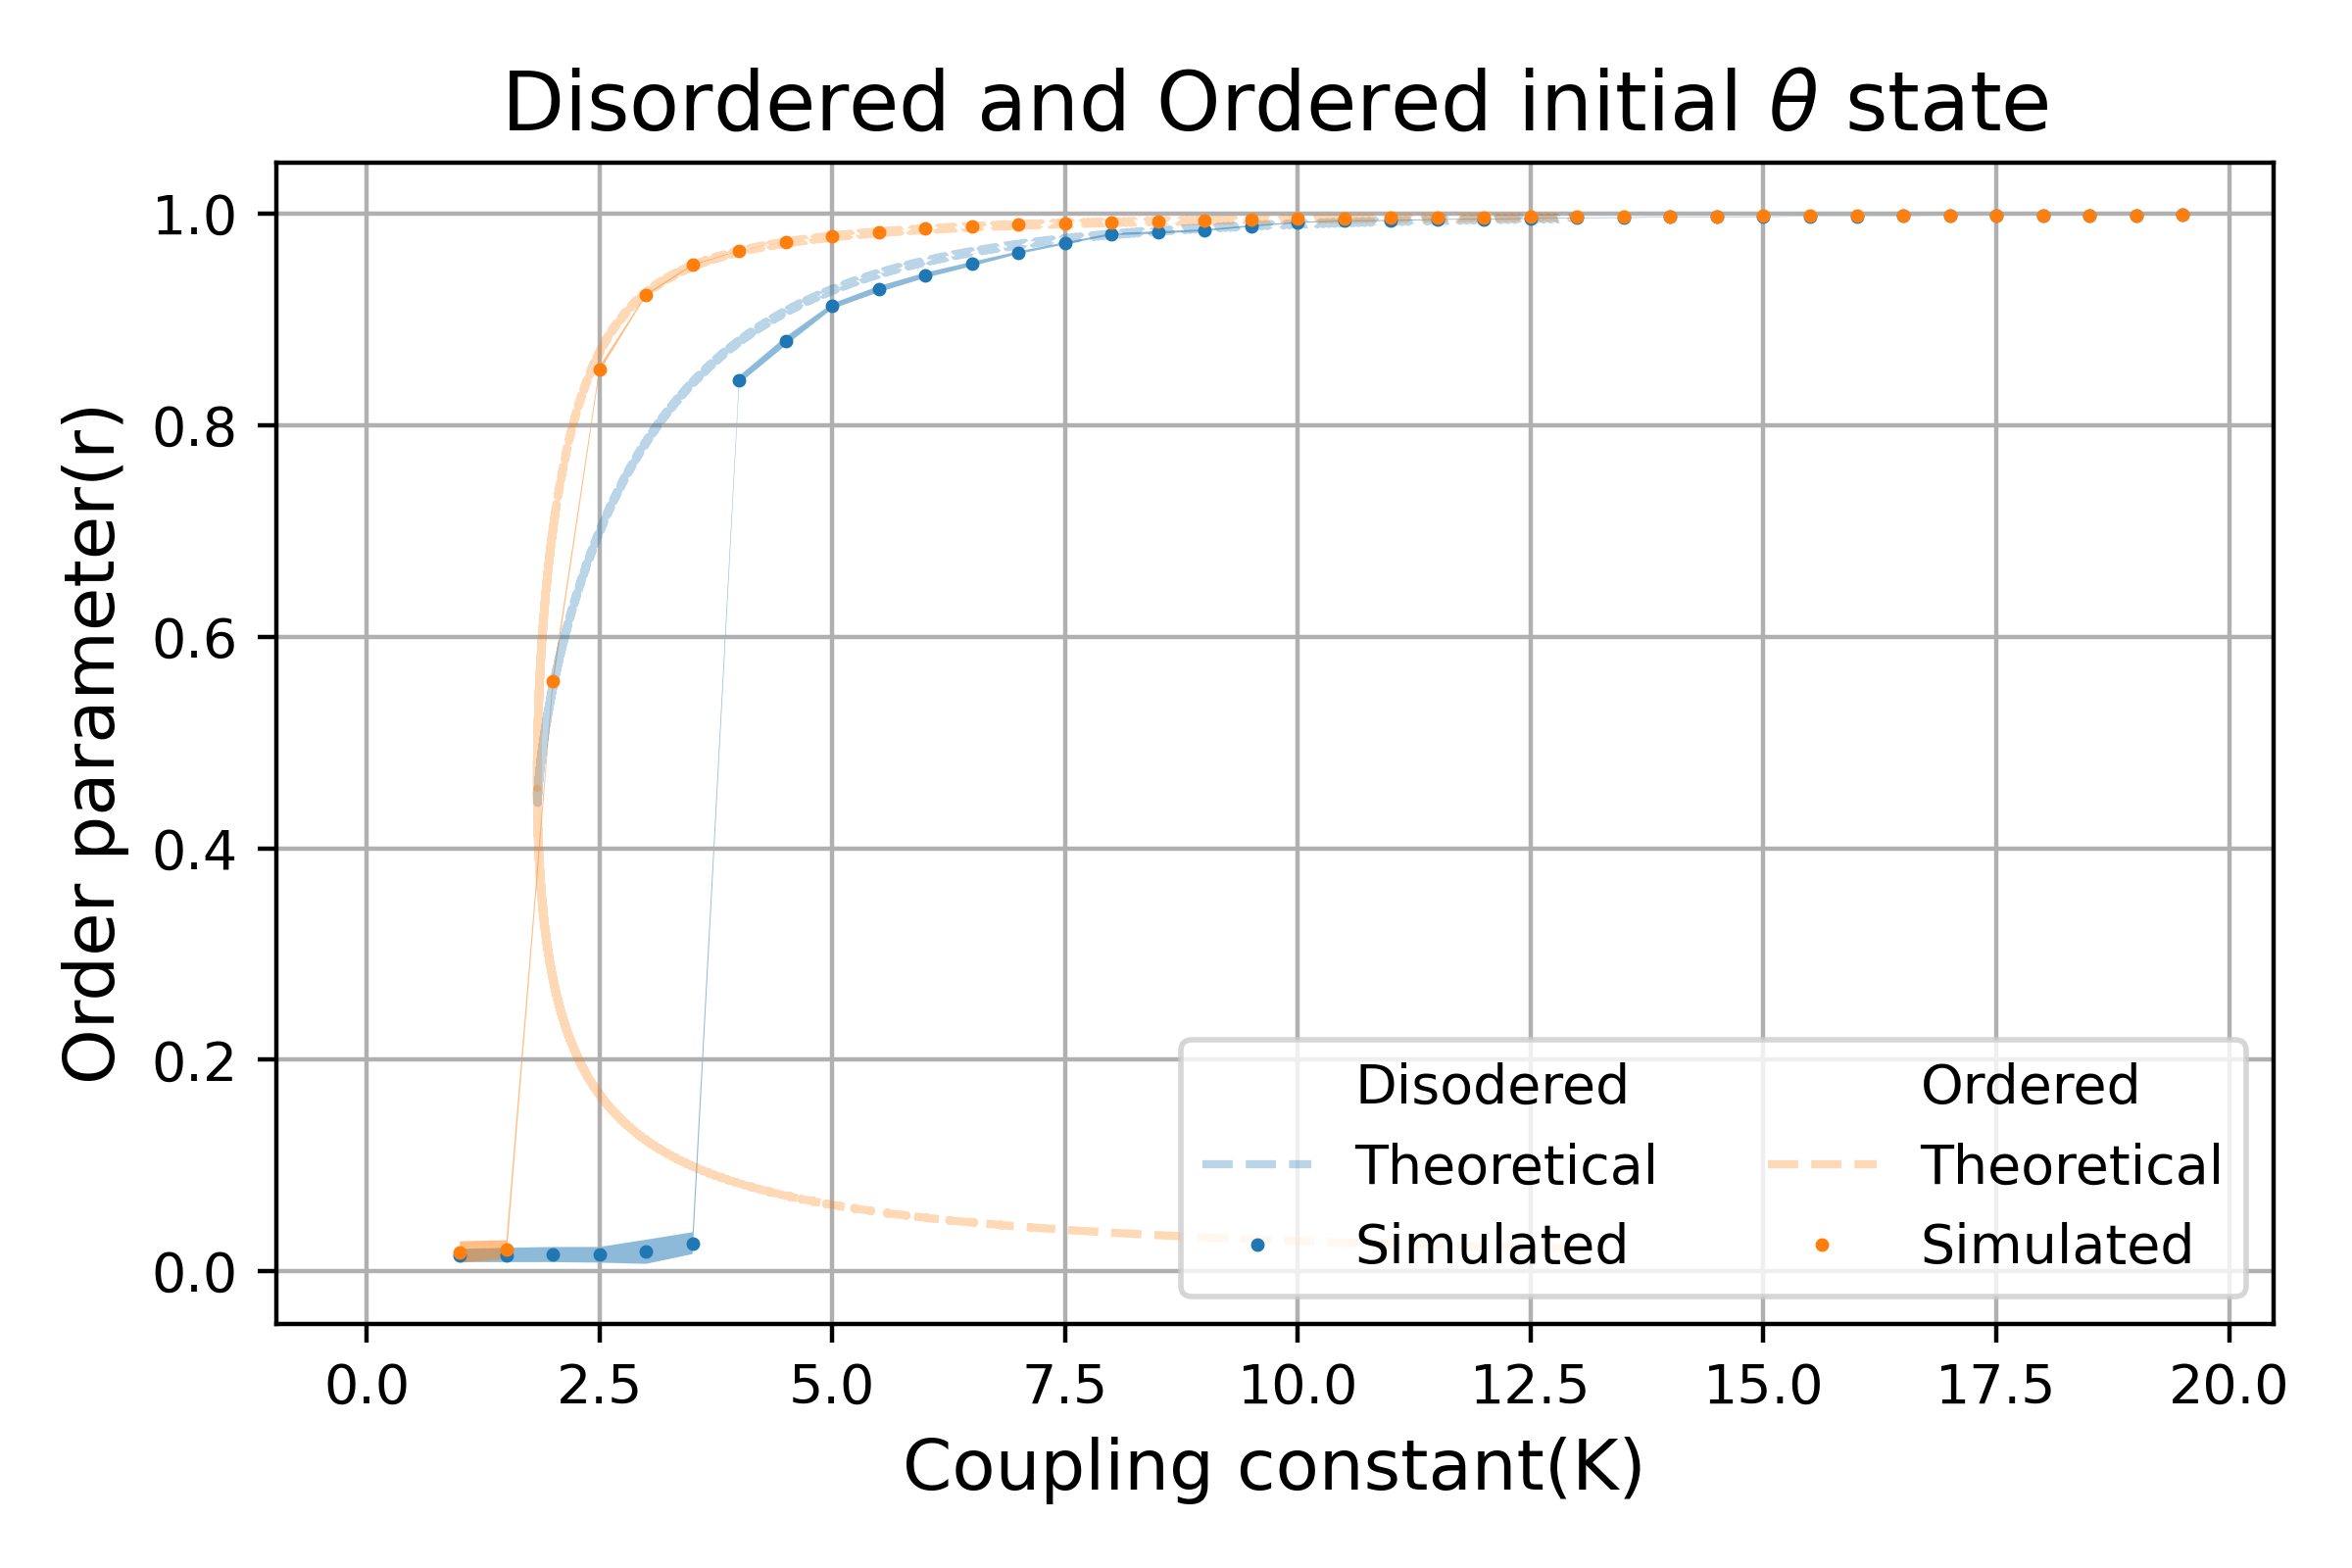 Disordered and Ordered initial θ state
Order parameter(r)
1.0
0.8
0.6
0.4
0.2
0.0
Disodered Ordered
Theoretical Theoretical
Simulated Simulated
0.0 2.5 5.0 7.5 10.0 12.5 15.0 17.5 20.0
Coupling constant(K)